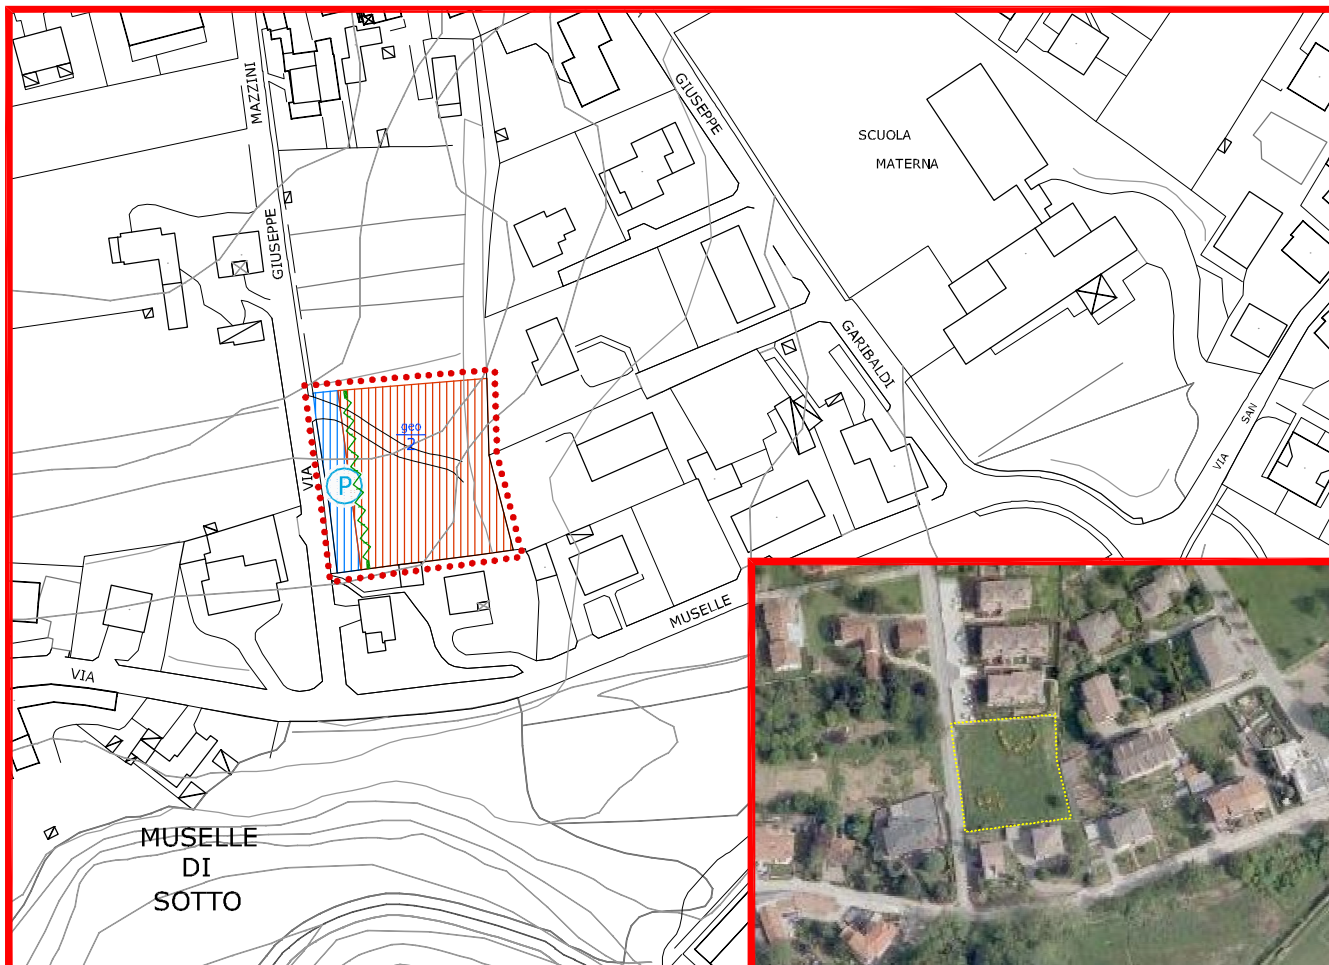 MAZZINI
GIUSEPPE
VIA
GIUSEPPE
GARIBALDI
SCUOLA
MATERNA
geo
2
P
VIA
SAN
MUSELLE
VIA
MUSELLE
DI
SOTTO